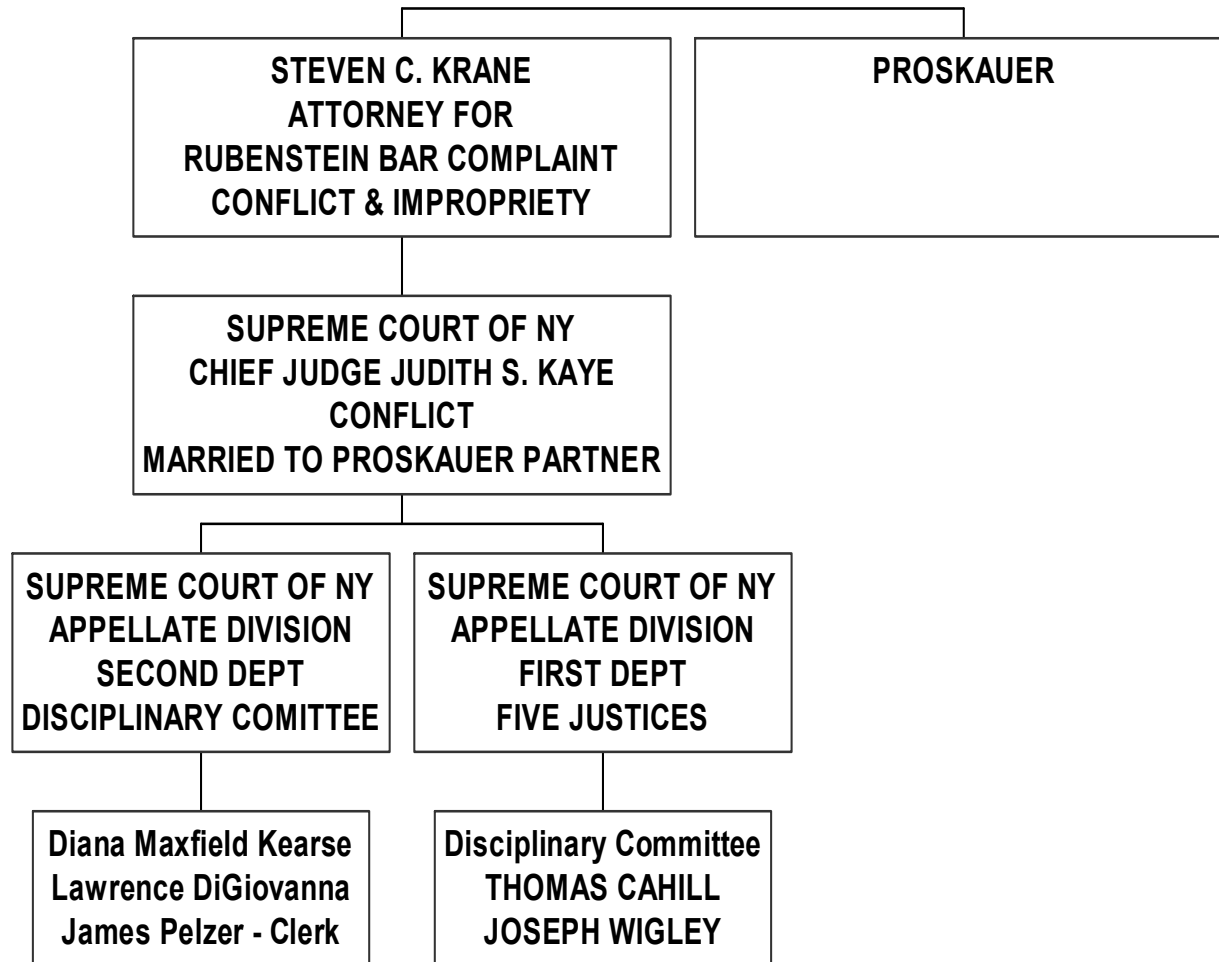 STEVEN C. KRANE
ATTORNEY FOR
RUBENSTEIN BAR COMPLAINT
CONFLICT & IMPROPRIETY
PROSKAUER
SUPREME COURT OF NY
CHIEF JUDGE JUDITH S. KAYE
CONFLICT
MARRIED TO PROSKAUER PARTNER
SUPREME COURT OF NY
APPELLATE DIVISION
SECOND DEPT
DISCIPLINARY COMITTEE
SUPREME COURT OF NY
APPELLATE DIVISION
FIRST DEPT
FIVE JUSTICES
Diana Maxfield Kearse
Lawrence DiGiovanna
James Pelzer - Clerk
Disciplinary Committee
THOMAS CAHILL
JOSEPH WIGLEY